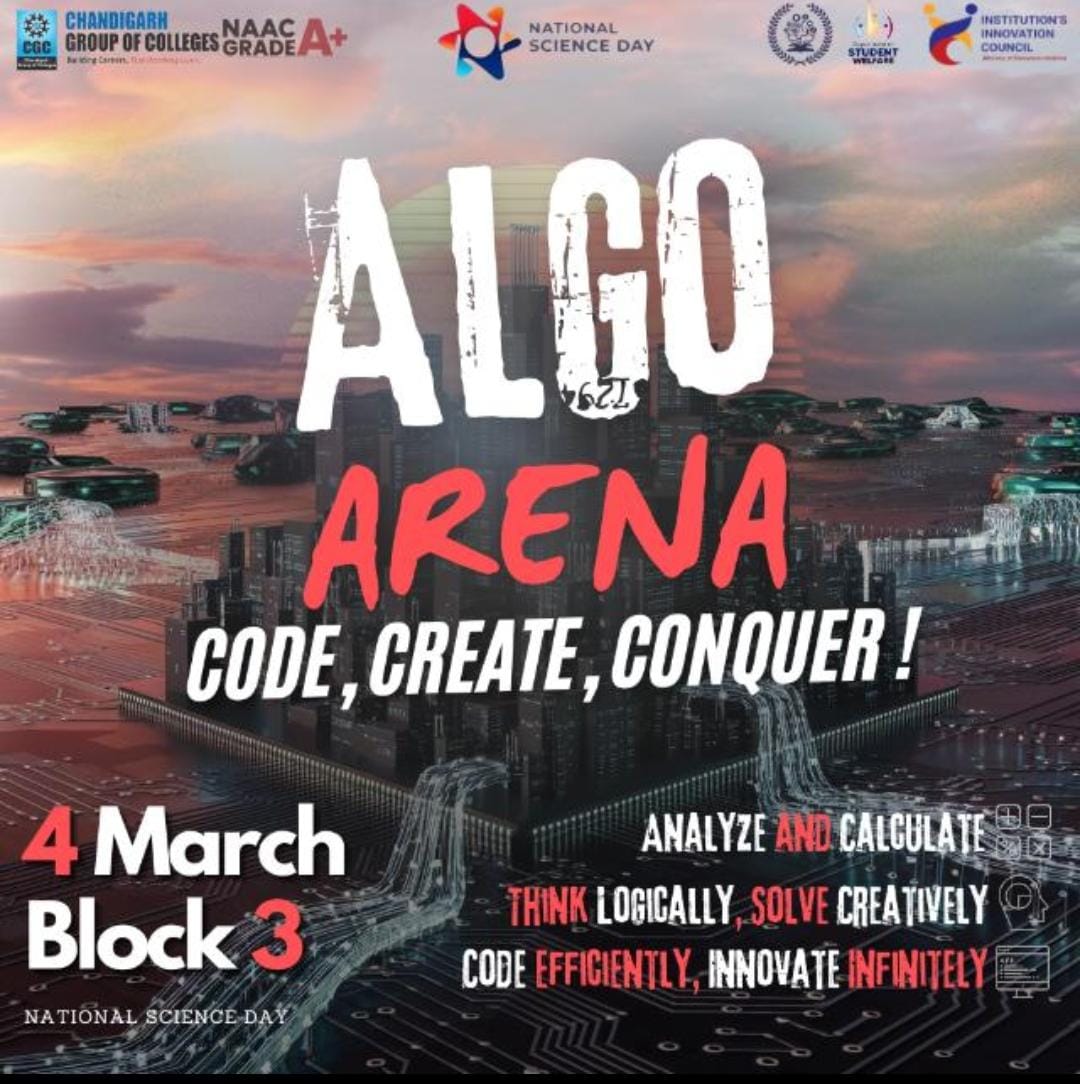 CGC
CHANDIGARH
GROUP OF COLLEGES
NAAC
GRADE A+
NATIONAL
SCIENCE DAY
STUDENT
WELFARE
INSTITUTION'S
INNOVATION
COUNCIL
ALGO
ARENA
CODE, CREATE, CONQUER !
4 March
Block 3
NATIONAL SCIENCE DAY
ANALYZE AND CALCULATE
THINK LOGICALLY, SOLVE CREATIVELY
CODE EFFICIENTLY, INNOVATE INFINITELY